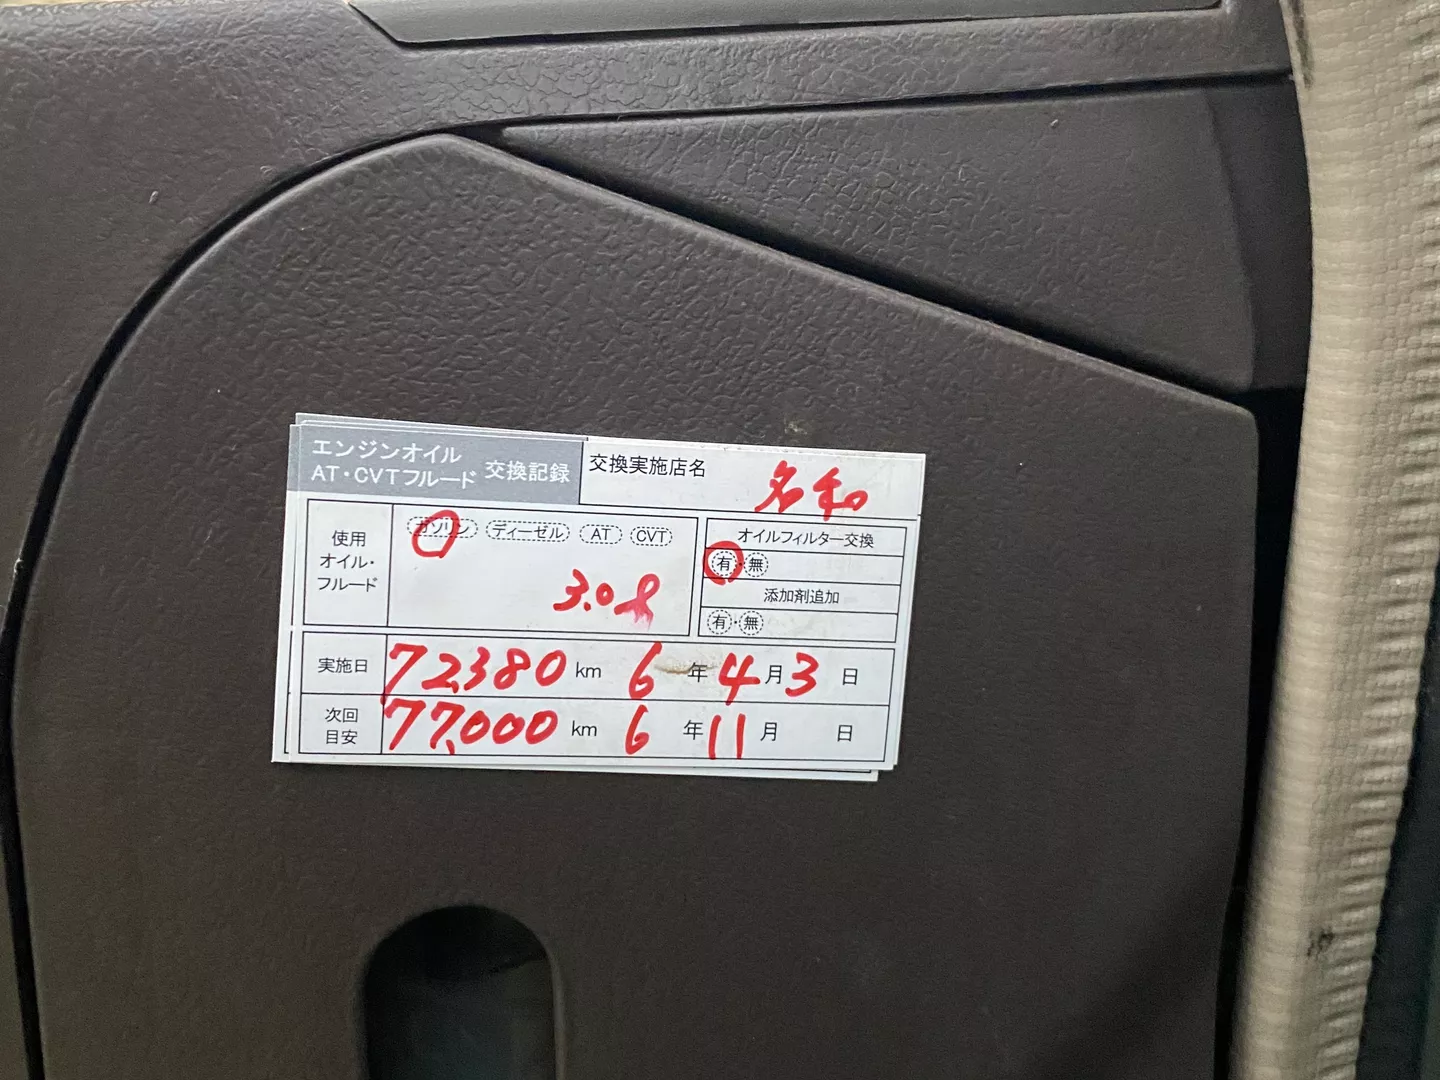 エンジンオイル
AT・CVTフルード 交換記録
交換実施店名 名和
使用オイル・フルード
ガソリン ディーゼル AT CVT
3.0ℓ
オイルフィルター交換
有・無
添加剤追加
有・無
実施日 72,380 km 6年4月3日
次回目安 77,000 km 6年11月 日